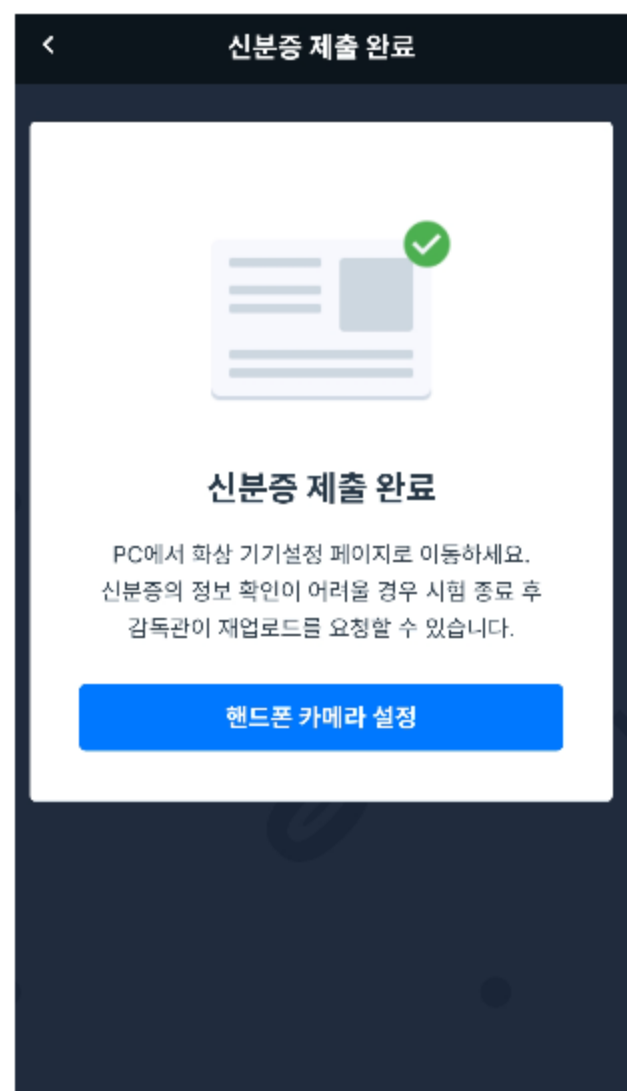 신분증 제출 완료
신분증 제출 완료
PC에서 화상 기기설정 페이지로 이동하세요.
신분증의 정보 확인이 어려울 경우 시험 종료 후
감독관이 재업로드를 요청할 수 있습니다.
핸드폰 카메라 설정